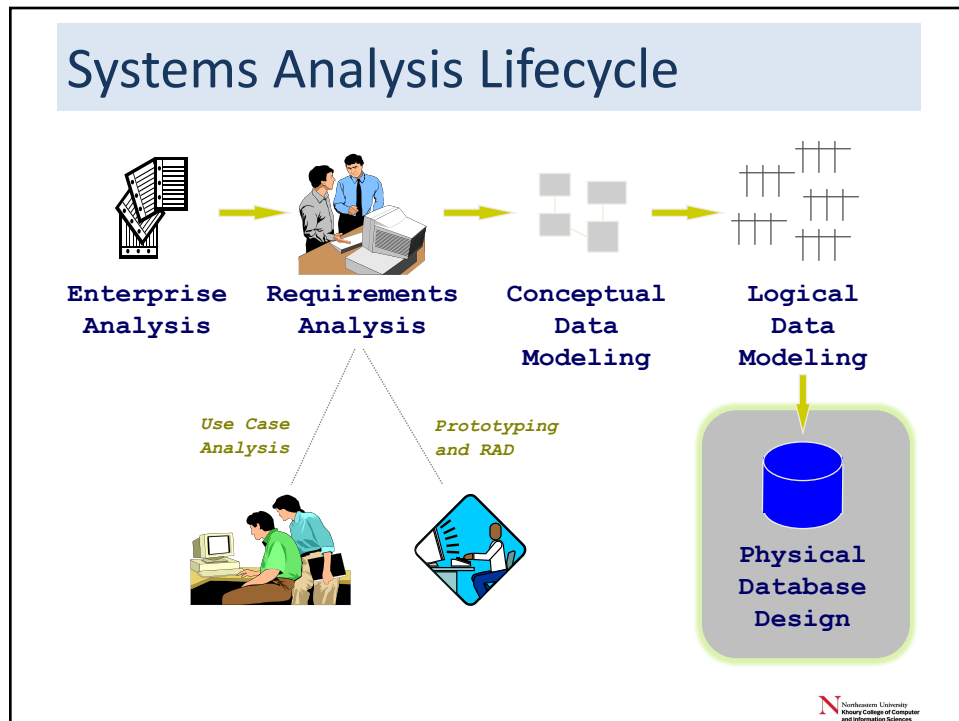 Systems Analysis Lifecycle
Enterprise
Analysis
Requirements
Analysis
Conceptual
Data
Modeling
Logical
Data
Modeling
Use Case
Analysis
Prototyping
and RAD
Physical
Database
Design
N Northeastern University
Khoury College of Computer
and Information Sciences